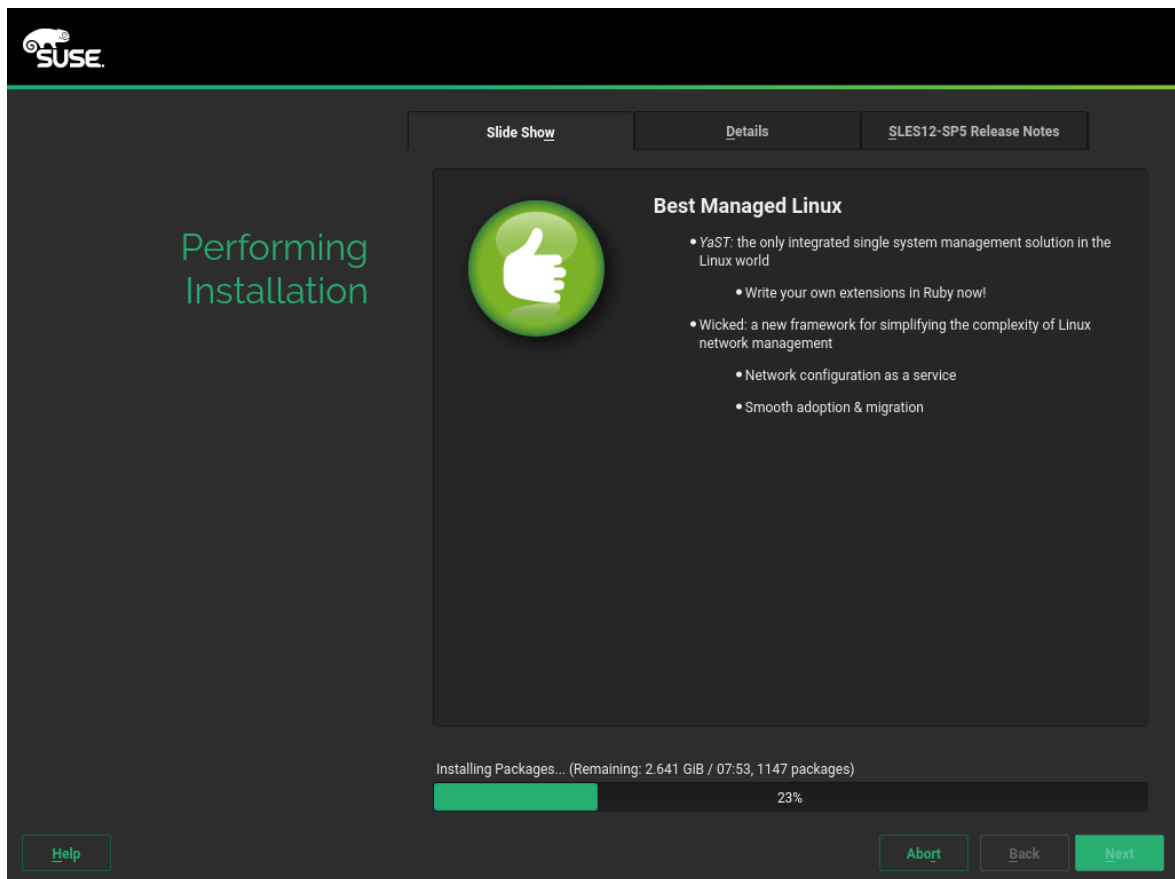 SUSE.
Slide Show
Details
SLES12-SP5 Release Notes
Performing
Installation
Best Managed Linux
• YaST: the only integrated single system management solution in the
Linux world
• Write your own extensions in Ruby now!
• Wicked: a new framework for simplifying the complexity of Linux
network management
• Network configuration as a service
• Smooth adoption & migration
Installing Packages... (Remaining: 2.641 GiB / 07:53, 1147 packages)
23%
Help
Abort
Back
Next